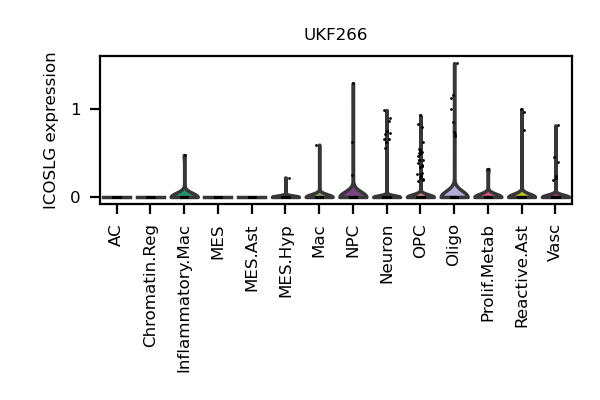 UKF266
ICOSLG expression
1
0
AC
Chromatin.Reg
Inflammatory.Mac
MES
MES.Ast
MES.Hyp
Mac
NPC
Neuron
OPC
Oligo
Prolif.Metab
Reactive.Ast
Vasc